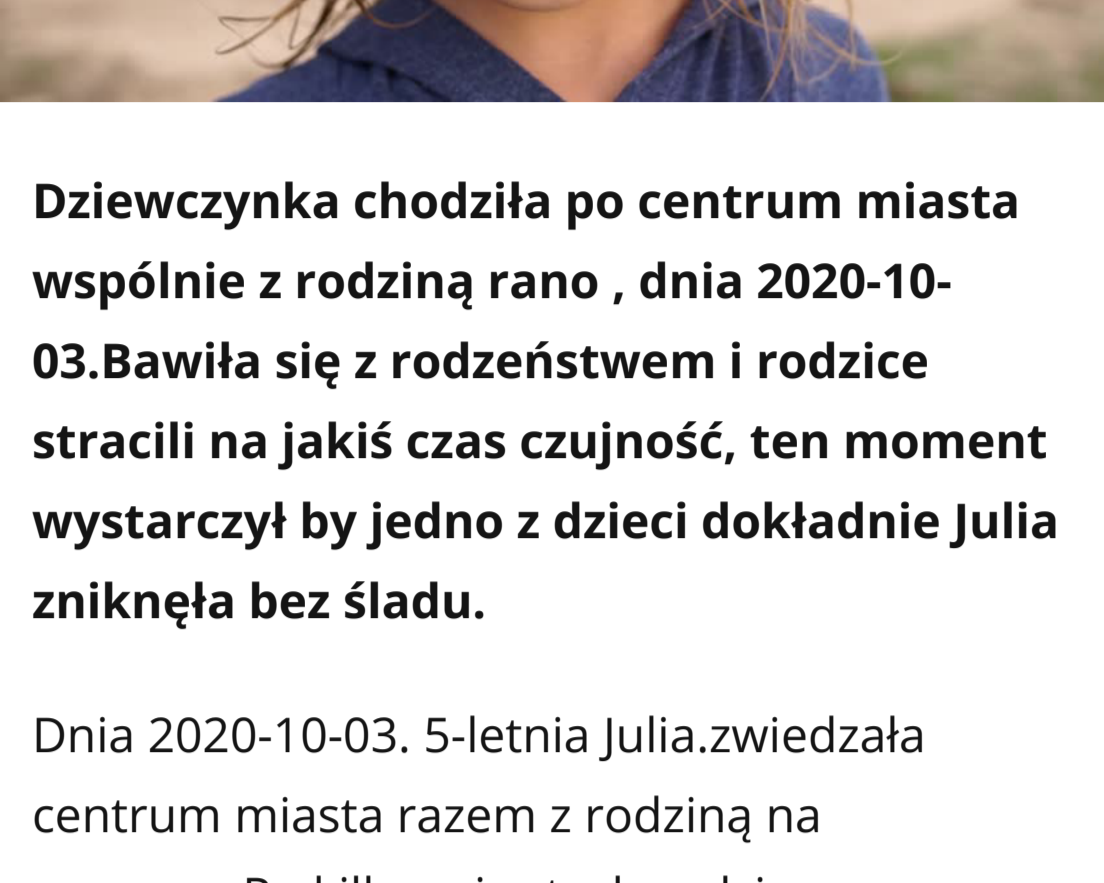 Dziewczynka chodziła po centrum miasta
wspólnie z rodziną rano , dnia 2020-10-
03.Bawiła się z rodzeństwem i rodzice
stracili na jakiś czas czujność, ten moment
wystarczył by jedno z dzieci dokładnie Julia
zniknęła bez śladu.
Dnia 2020-10-03. 5-letnia Julia.zwiedzała
centrum miasta razem z rodziną na